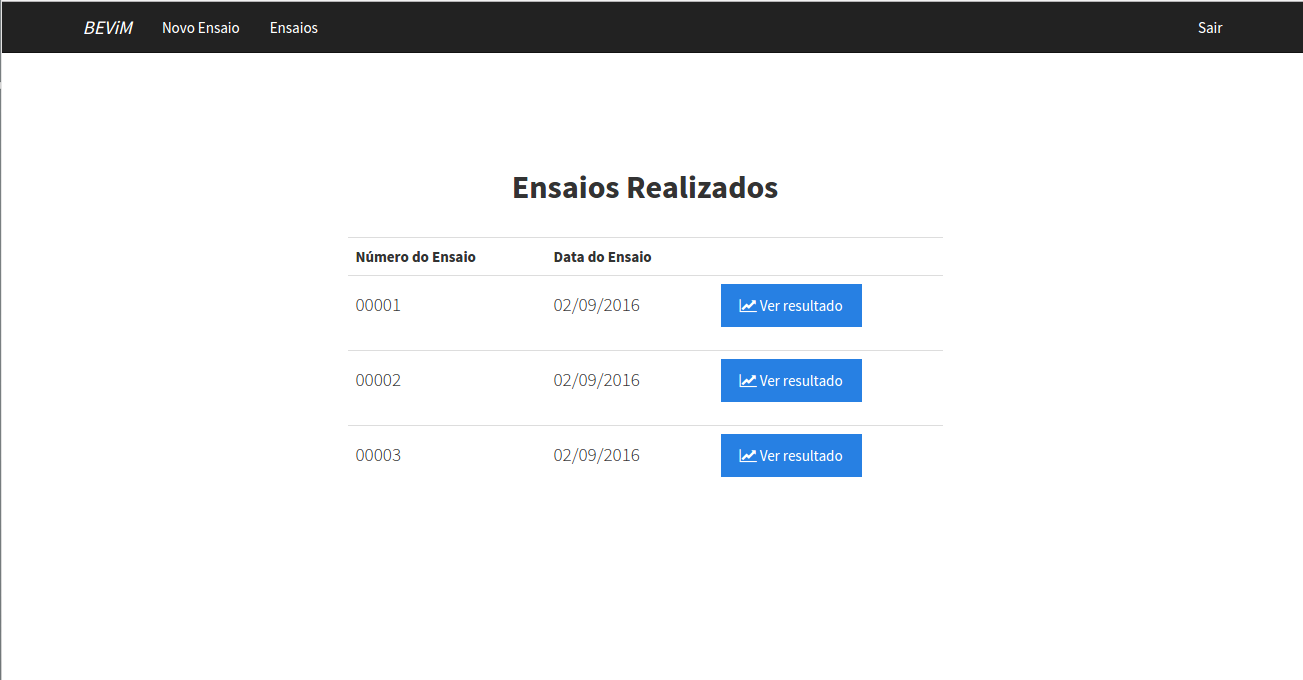 BEViM Novo Ensaio Ensaios Sair
Ensaios Realizados
Número do Ensaio Data do Ensaio
00001 02/09/2016 Ver resultado
00002 02/09/2016 Ver resultado
00003 02/09/2016 Ver resultado